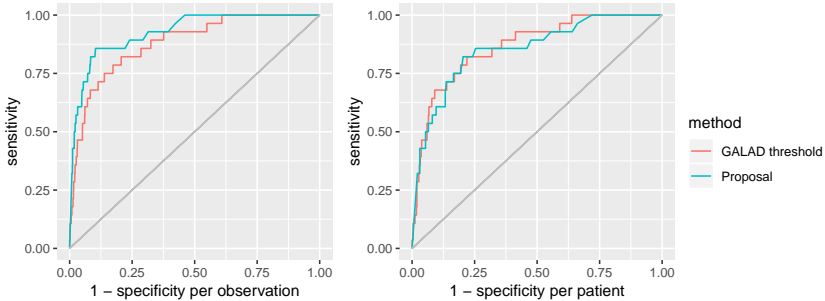 1.00
0.75
0.50
0.25
0.00
sensitivity
0.00 0.25 0.50 0.75 1.00
1 − specificity per observation
1.00
0.75
0.50
0.25
0.00
sensitivity
0.00 0.25 0.50 0.75 1.00
1 − specificity per patient
method
GALAD threshold
Proposal